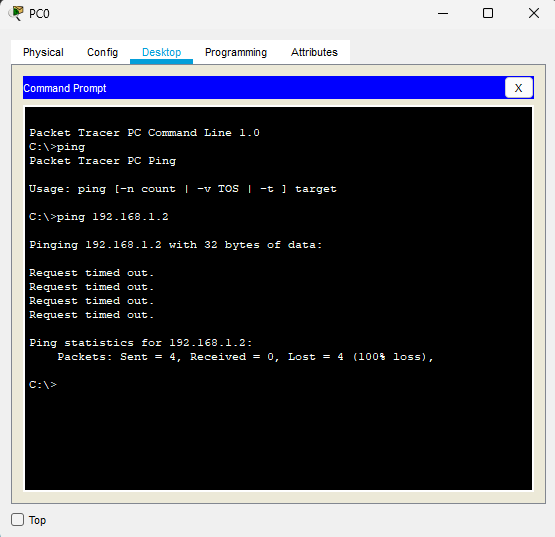 PC0
Physical Config Desktop Programming Attributes
Command Prompt
X
Packet Tracer PC Command Line 1.0
C:\>ping
Packet Tracer PC Ping
Usage: ping [-n count | -v TOS | -t ] target
C:\>ping 192.168.1.2
Pinging 192.168.1.2 with 32 bytes of data:
Request timed out.
Request timed out.
Request timed out.
Request timed out.
Ping statistics for 192.168.1.2:
    Packets: Sent = 4, Received = 0, Lost = 4 (100% loss),
C:\>
Top